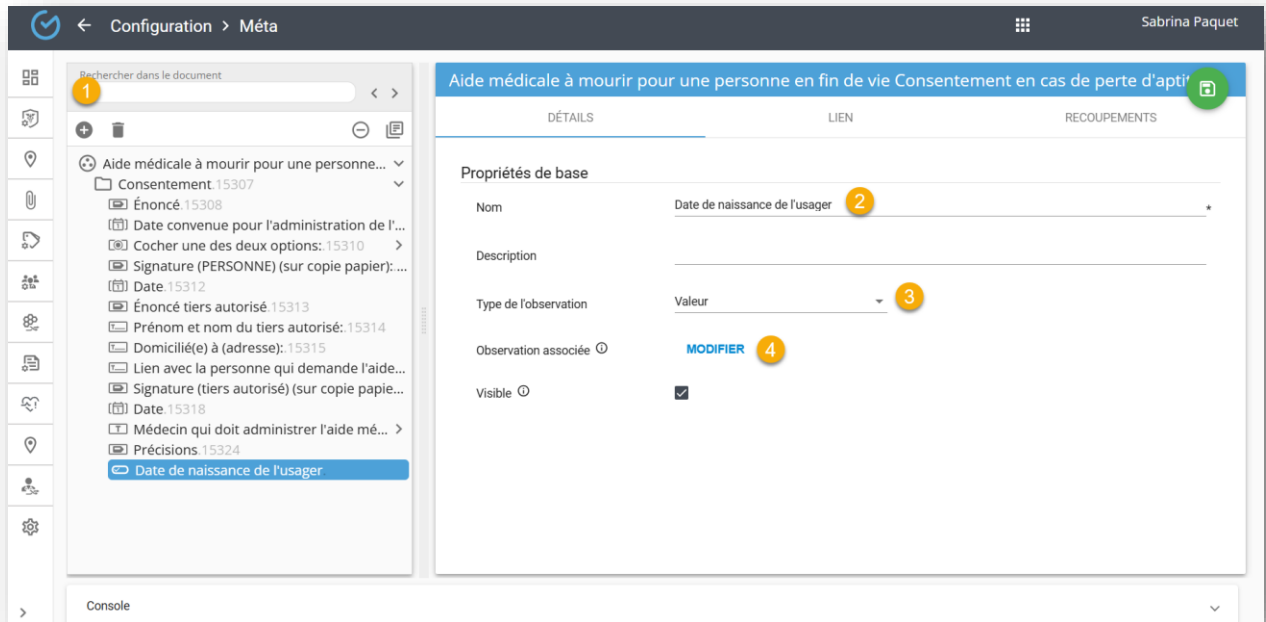 Configuration > Méta
Sabrina Paquet
Rechercher dans le document
1
Aide médicale à mourir pour une personne...
Consentement.15307
Énoncé.15308
Date convenue pour l'administration de l'...
Cocher une des deux options:.15310
Signature (PERSONNE) (sur copie papier):....
Date.15312
Énoncé tiers autorisé.15313
Prénom et nom du tiers autorisé:.15314
Domicilié(e) à (adresse):.15315
Lien avec la personne qui demande l'aide...
Signature (tiers autorisé) (sur copie papie...
Date.15318
Médecin qui doit administrer l'aide mé...
Précisions.15324
Date de naissance de l'usager.
Aide médicale à mourir pour une personne en fin de vie Consentement en cas de perte d'apti
DÉTAILS LIEN RECOUPEMENTS
Propriétés de base
Nom Date de naissance de l'usager 2 *
Description
Type de l'observation Valeur 3
Observation associée MODIFIER 4
Visible
Console